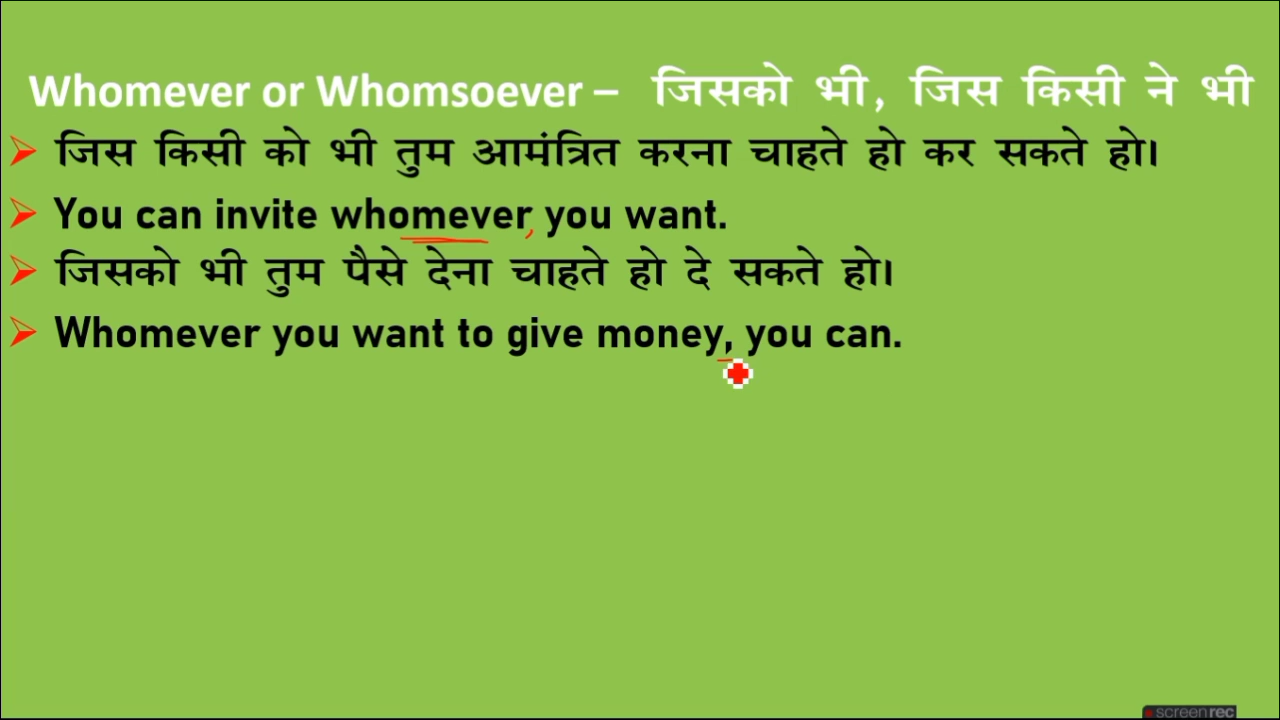 Whomever or Whomsoever – जिसको भी, जिस किसी ने भी
जिस किसी को भी तुम आमंत्रित करना चाहते हो कर सकते हो।
You can invite whomever, you want.
जिसको भी तुम पैसे देना चाहते हो दे सकते हो।
Whomever you want to give money, you can.
screenrec